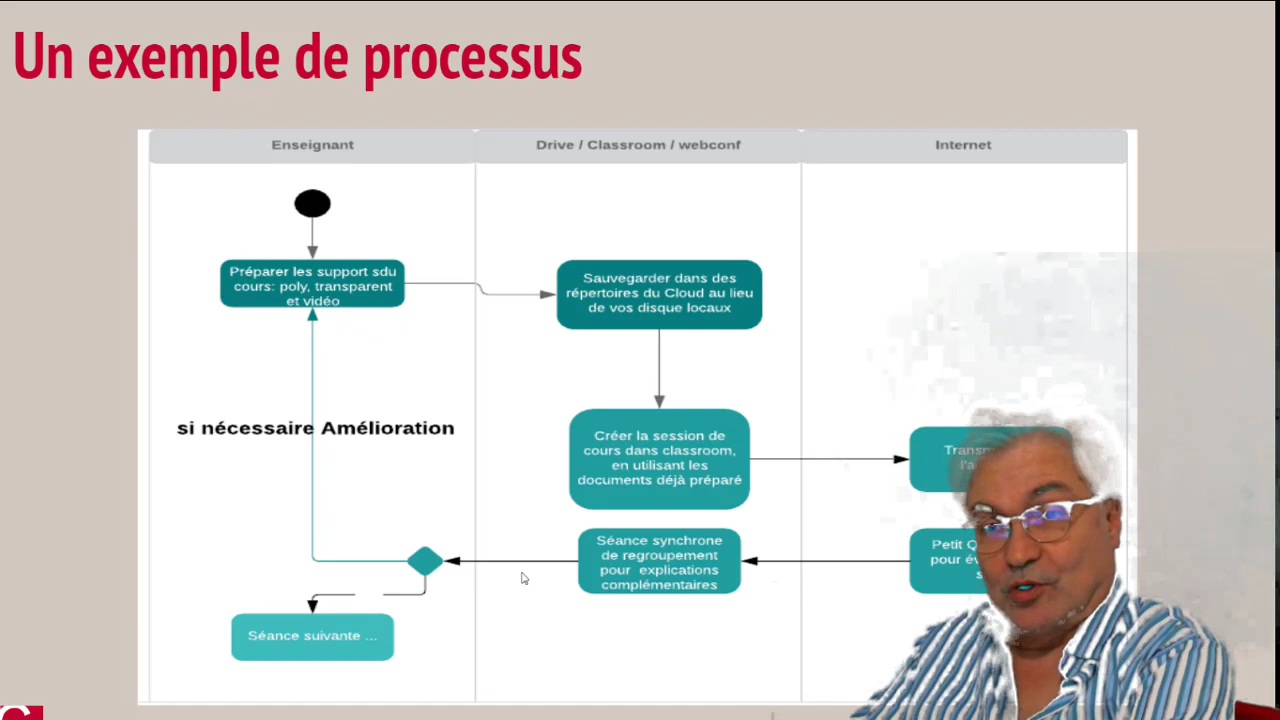 Un exemple de processus
Enseignant
Drive / Classroom / webconf
Internet
Préparer les support sdu
cours: poly, transparent
et vidéo
Sauvegarder dans des
répertoires du Cloud au lieu
de vos disque locaux
si nécessaire Amélioration
Créer la session de
cours dans classroom,
en utilisant les
documents déjà préparé
Séance synchrone
de regroupement
pour explications
complémentaires
Petit
pour
Séance suivante ...